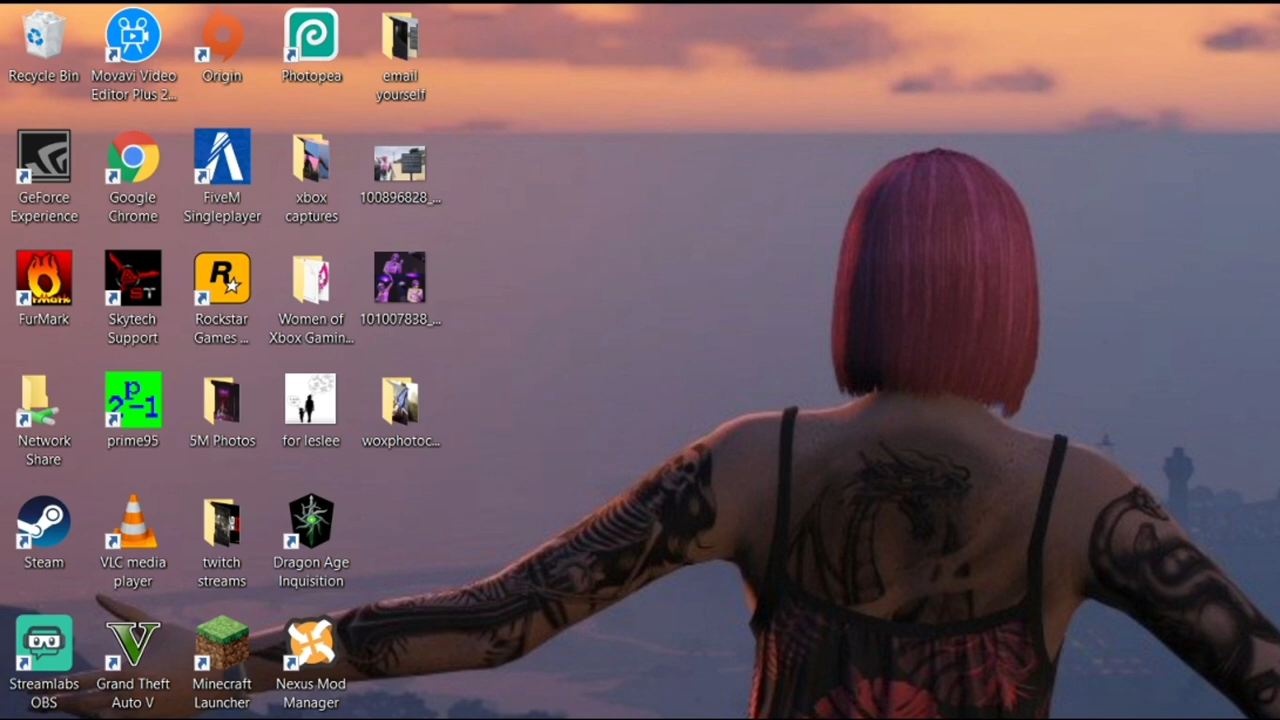 Recycle Bin
Movavi Video
Editor Plus 2...
Origin
Photopea
email
yourself
GeForce
Experience
Google
Chrome
FiveM
Singleplayer
xbox
captures
100896828_...
FurMark
Skytech
Support
R
Rockstar
Games ...
Women of
Xbox Gamin...
101007838_...
ST
Network
Share
p
2 -1
prime95
5M Photos
for leslee
woxphotoc...
Steam
VLC media
player
twitch
streams
Dragon Age
Inquisition
Streamlabs
OBS
V
Grand Theft
Auto V
Minecraft
Launcher
Nexus Mod
Manager